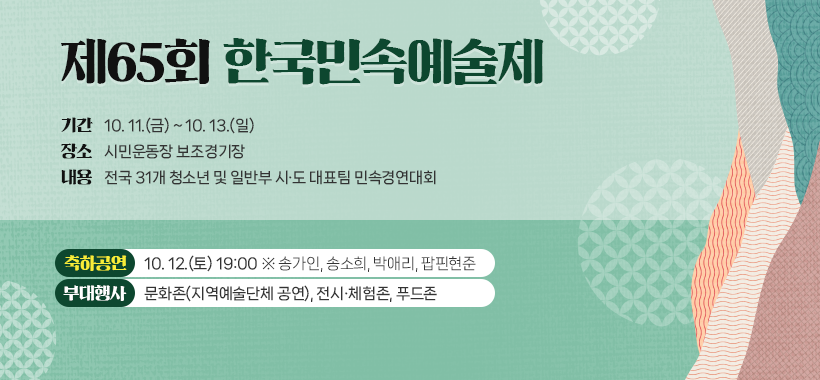 제65회 한국민속예술제
기간 10. 11.(금) ~ 10. 13.(일)
장소 시민운동장 보조경기장
내용 전국 31개 청소년 및 일반부 시·도 대표팀 민속경연대회
축하공연 10. 12.(토) 19:00 ※ 송가인, 송소희, 박애리, 팝핀현준
부대행사 문화존(지역예술단체 공연), 전시·체험존, 푸드존